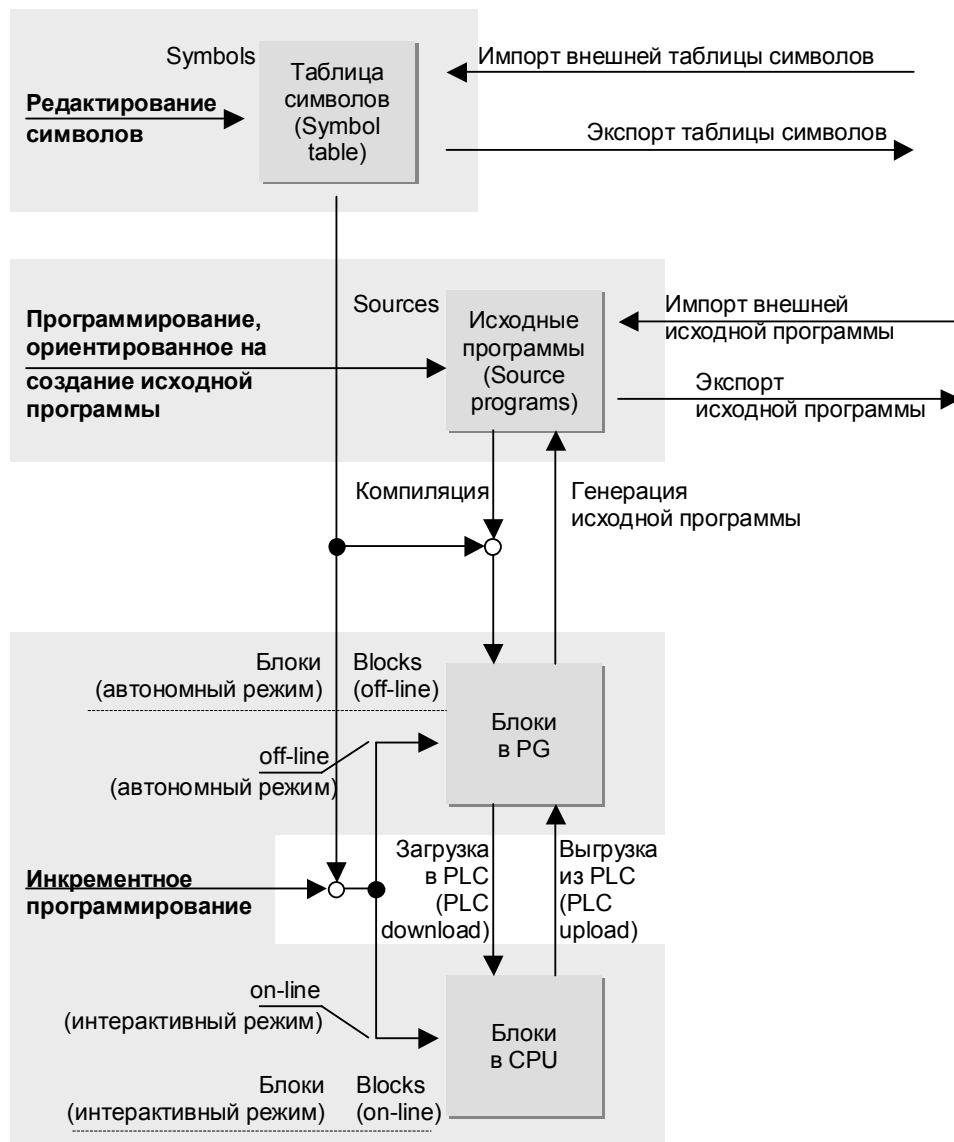 Symbols
Таблица
символов
(Symbol
table)
Импорт внешней таблицы символов
Редактирование
символов
Экспорт таблицы символов
Sources
Исходные
программы
(Source
programs)
Импорт внешней
исходной программы
Программирование,
ориентированное на
создание исходной
программы
Экспорт
исходной программы
Компиляция
Генерация
исходной программы
Блоки
(автономный режим)
Blocks
(off-line)
Блоки
в PG
off-line
(автономный режим)
Инкрементное
программирование
Загрузка
в PLC
(PLC
download)
Выгрузка
из PLC
(PLC
upload)
on-line
(интерактивный режим)
Блоки
в CPU
Блоки
(интерактивный режим)
Blocks
(on-line)